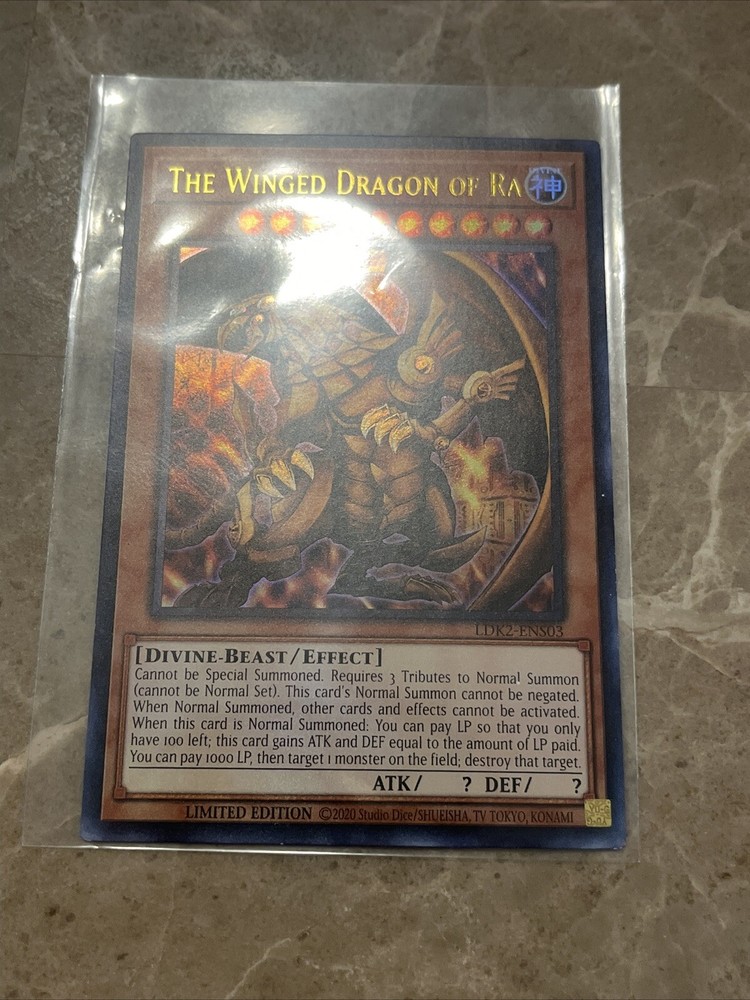 THE WINGED DRAGON OF RA
DIVINE
神
LDK2-ENS03
[DIVINE-BEAST/EFFECT]
Cannot be Special Summoned. Requires 3 Tributes to Normal Summon
(cannot be Normal Set). This card's Normal Summon cannot be negated.
When Normal Summoned, other cards and effects cannot be activated.
When this card is Normal Summoned: You can pay LP so that you only
have 100 left; this card gains ATK and DEF equal to the amount of LP paid.
You can pay 1000 LP, then target 1 monster on the field; destroy that target.
ATK/ ? DEF/ ?
LIMITED EDITION ©2020 Studio Dice/SHUEISHA, TV TOKYO, KONAMI